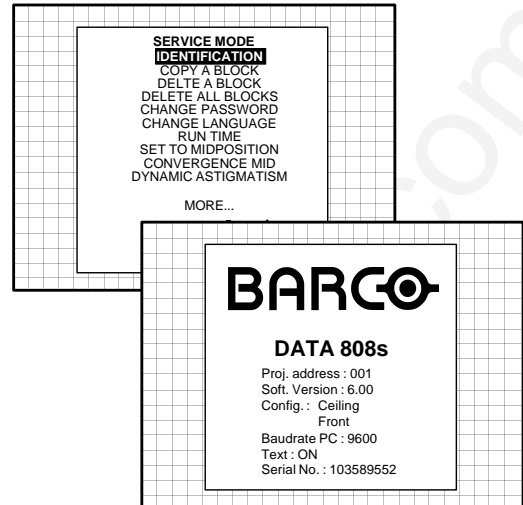 SERVICE MODE
IDENTIFICATION
COPY A BLOCK
DELTE A BLOCK
DELETE ALL BLOCKS
CHANGE PASSWORD
CHANGE LANGUAGE
RUN TIME
SET TO MIDPOSITION
CONVERGENCE MID
DYNAMIC ASTIGMATISM
MORE...
BARCO
DATA 808s
Proj. address : 001
Soft. Version : 6.00
Config. : Ceiling
Front
Baudrate PC : 9600
Text : ON
Serial No. : 103589552